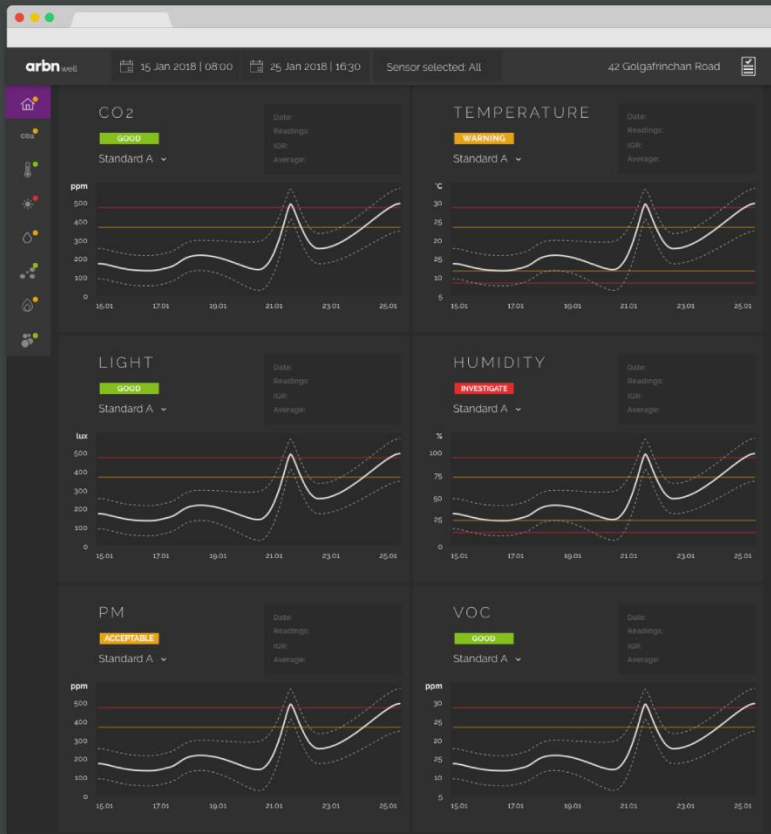 arbn well
15 Jan 2018 | 08:00
25 Jan 2018 | 16:30
Sensor selected: All
42 Golgafrinchan Road
CO2
CO2
GOOD
Standard A
Date:
Readings:
IQR:
Average:
ppm
500
400
300
200
100
0
15.01 17.01 19.01 21.01 23.01 25.01
TEMPERATURE
WARNING
Standard A
Date:
Readings:
IQR:
Average:
°C
30
25
20
25
10
5
15.01 17.01 19.01 21.01 23.01 25.01
LIGHT
GOOD
Standard A
Date:
Readings:
IQR:
Average:
lux
500
400
300
200
100
0
15.01 17.01 19.01 21.01 23.01 25.01
HUMIDITY
INVESTIGATE
Standard A
Date:
Readings:
IQR:
Average:
%
100
75
50
25
0
15.01 17.01 19.01 21.01 23.01 25.01
PM
ACCEPTABLE
Standard A
Date:
Readings:
IQR:
Average:
ppm
500
400
300
200
100
0
15.01 17.01 19.01 21.01 23.01 25.01
VOC
GOOD
Standard A
Date:
Readings:
IQR:
Average:
ppm
30
25
20
25
10
5
15.01 17.01 19.01 21.01 23.01 25.01